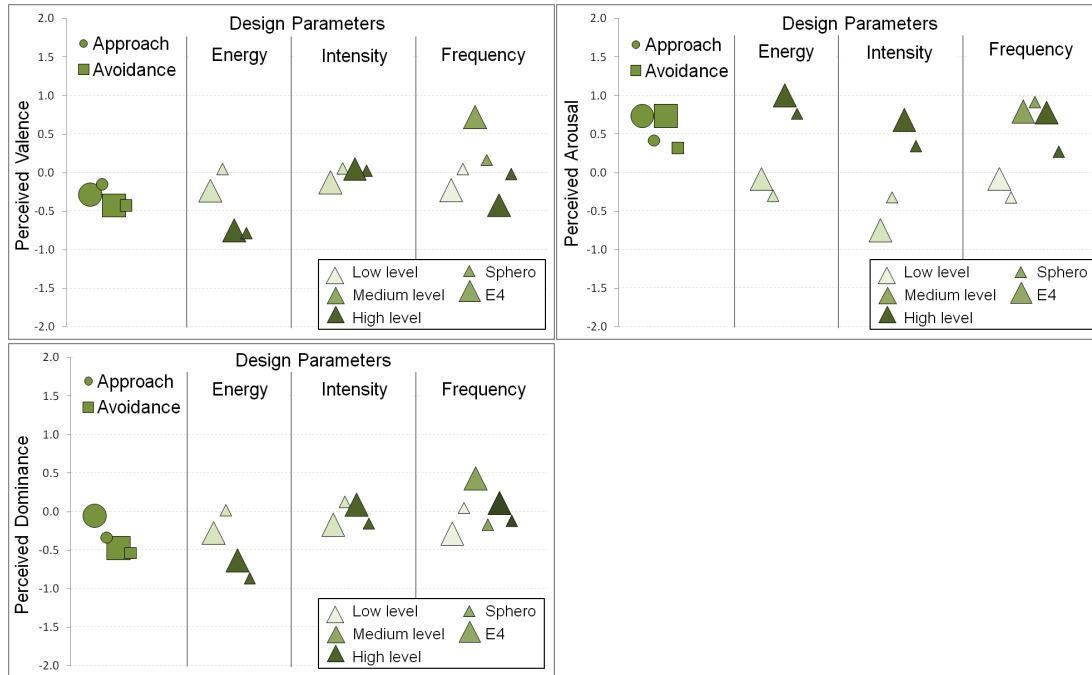 Design Parameters
Approach
Avoidance
Energy
Intensity
Frequency
Perceived Valence
2.0
1.5
1.0
0.5
0.0
-0.5
-1.0
-1.5
-2.0
Low level
Sphero
Medium level
E4
High level
Design Parameters
Approach
Avoidance
Energy
Intensity
Frequency
Perceived Arousal
2.0
1.5
1.0
0.5
0.0
-0.5
-1.0
-1.5
-2.0
Low level
Sphero
Medium level
E4
High level
Design Parameters
Approach
Avoidance
Energy
Intensity
Frequency
Perceived Dominance
2.0
1.5
1.0
0.5
0.0
-0.5
-1.0
-1.5
-2.0
Low level
Sphero
Medium level
E4
High level